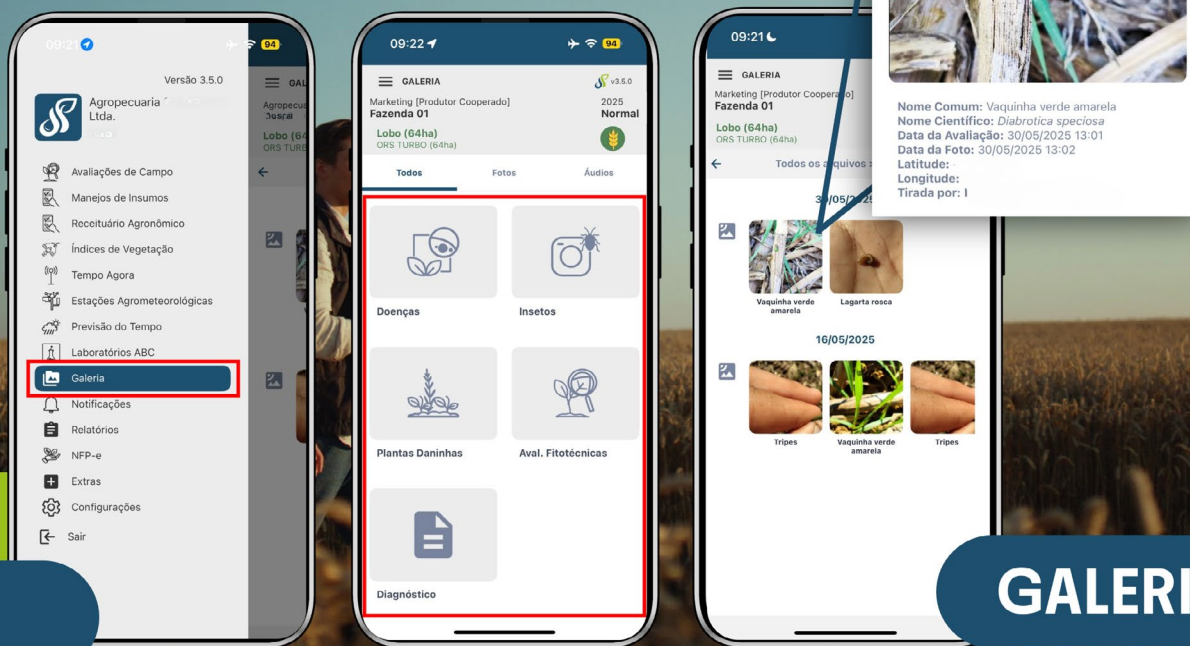 09:21
94
Versão 3.5.0
Agropecuaria
Ltda.
Avaliações de Campo
Manejos de Insumos
Receituário Agronômico
Índices de Vegetação
Tempo Agora
Estações Agrometeorológicas
Previsão do Tempo
Laboratórios ABC
Galeria
Notificações
Relatórios
NFP-e
Extras
Configurações
Sair
GAL
Agropecua
Lobo (64
ORS TURB
09:22
94
GALERIA
v3.5.0
Marketing [Produtor Cooperado]
2025
Fazenda 01
Normal
Lobo (64ha)
ORS TURBO (64ha)
Todos
Fotos
Áudios
Doenças
Insetos
Plantas Daninhas
Aval. Fitotécnicas
Diagnóstico
09:21
GALERIA
Marketing [Produtor Cooperado]
Fazenda 01
Lobo (64ha)
ORS TURBO (64ha)
Todos os arquivos
30/05/2025
Vaquinha verde
amarela
Lagarta rosca
16/05/2025
Tripes
Vaquinha verde
amarela
Tripes
Nome Comum: Vaquinha verde amarela
Nome Científico: Diabrotica speciosa
Data da Avaliação: 30/05/2025 13:01
Data da Foto: 30/05/2025 13:02
Latitude:
Longitude:
Tirada por:
GALERI